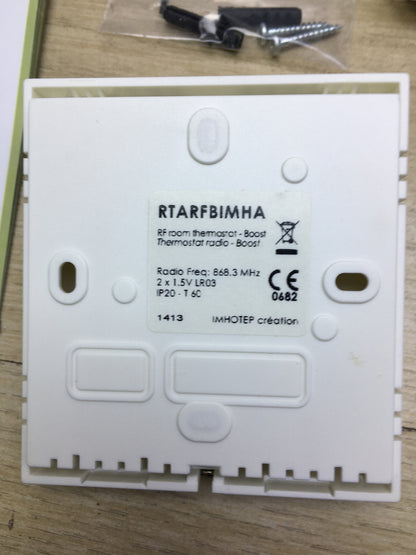 RTARFBIMHA
RF room thermostat - Boost
Thermostat radio - Boost
Radio Freq: 868.3 MHz
2 x 1.5V LR03
IP20 - T 60
CE
0682
1413
IMHOTEP création